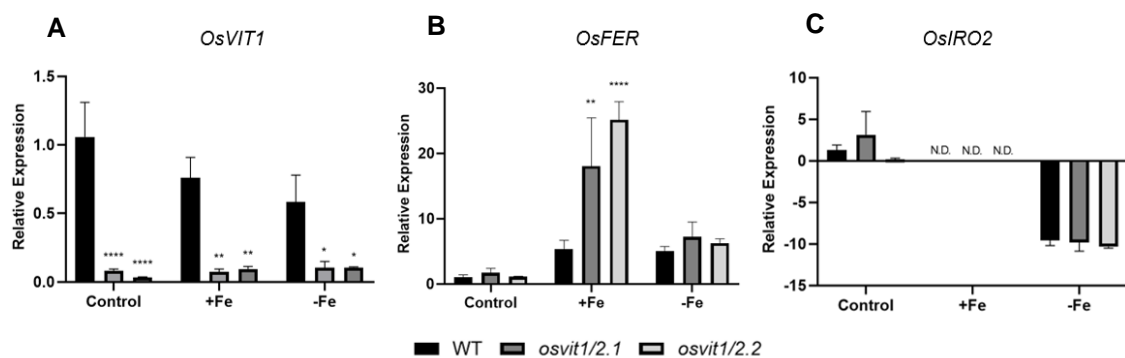 A
OsVIT1
Relative Expression
1.5
1.0
0.5
0.0
****
****
**
**
*
*
Control
+Fe
-Fe
B
OsFER
Relative Expression
30
20
10
0
**
****
Control
+Fe
-Fe
C
OsIRO2
Relative Expression
10
5
0
-5
-10
-15
N.D. N.D. N.D.
Control
+Fe
-Fe
WT osvit1/2.1 osvit1/2.2